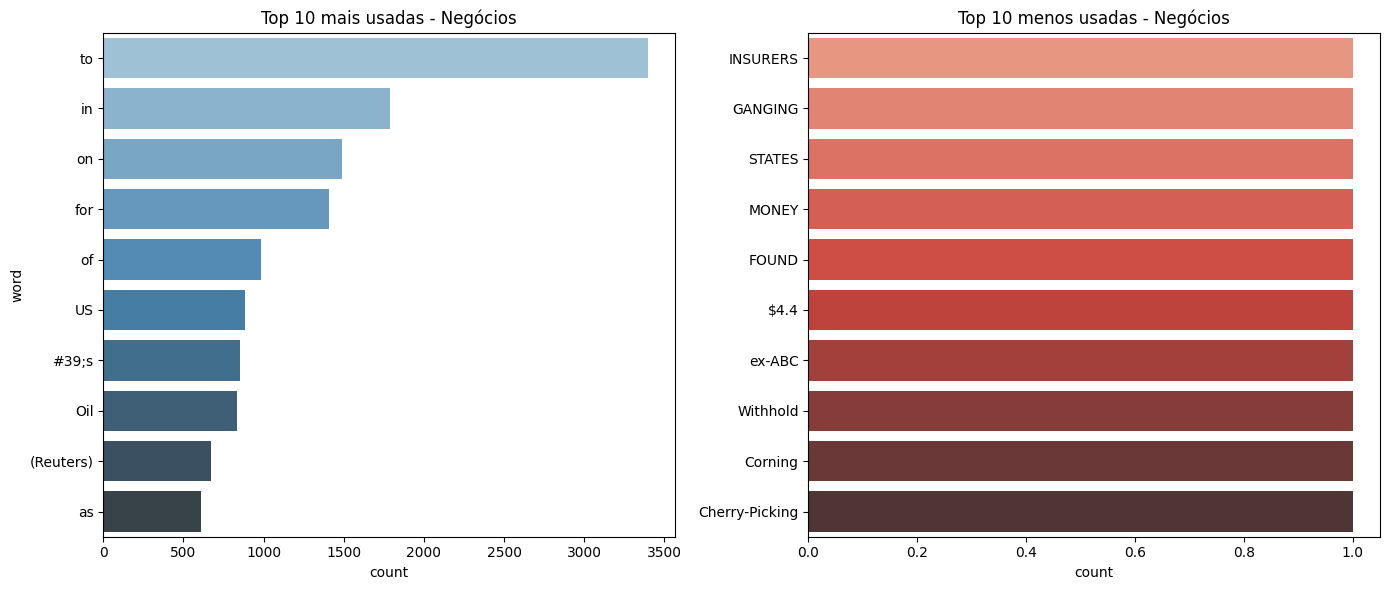 Top 10 mais usadas - Negócios
word
to
in
on
for
of
US
#39;s
Oil
(Reuters)
as
0 500 1000 1500 2000 2500 3000 3500
count
Top 10 menos usadas - Negócios
INSURERS
GANGING
STATES
MONEY
FOUND
$4.4
ex-ABC
Withhold
Corning
Cherry-Picking
0.0 0.2 0.4 0.6 0.8 1.0
count